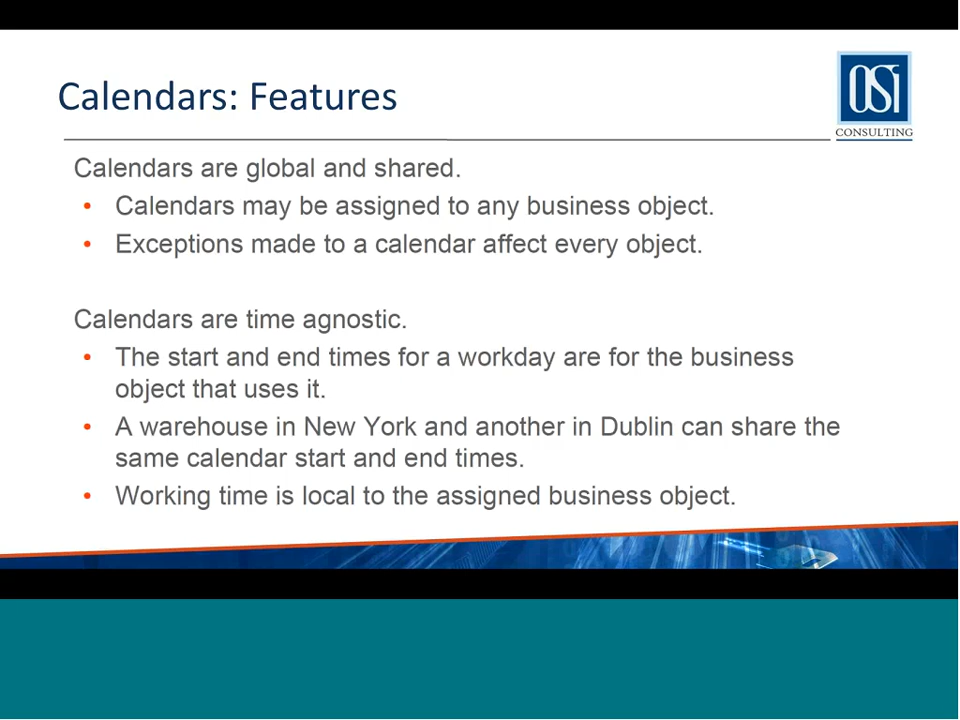 Calendars: Features
OSi
CONSULTING
Calendars are global and shared.
• Calendars may be assigned to any business object.
• Exceptions made to a calendar affect every object.
Calendars are time agnostic.
• The start and end times for a workday are for the business
object that uses it.
• A warehouse in New York and another in Dublin can share the
same calendar start and end times.
• Working time is local to the assigned business object.